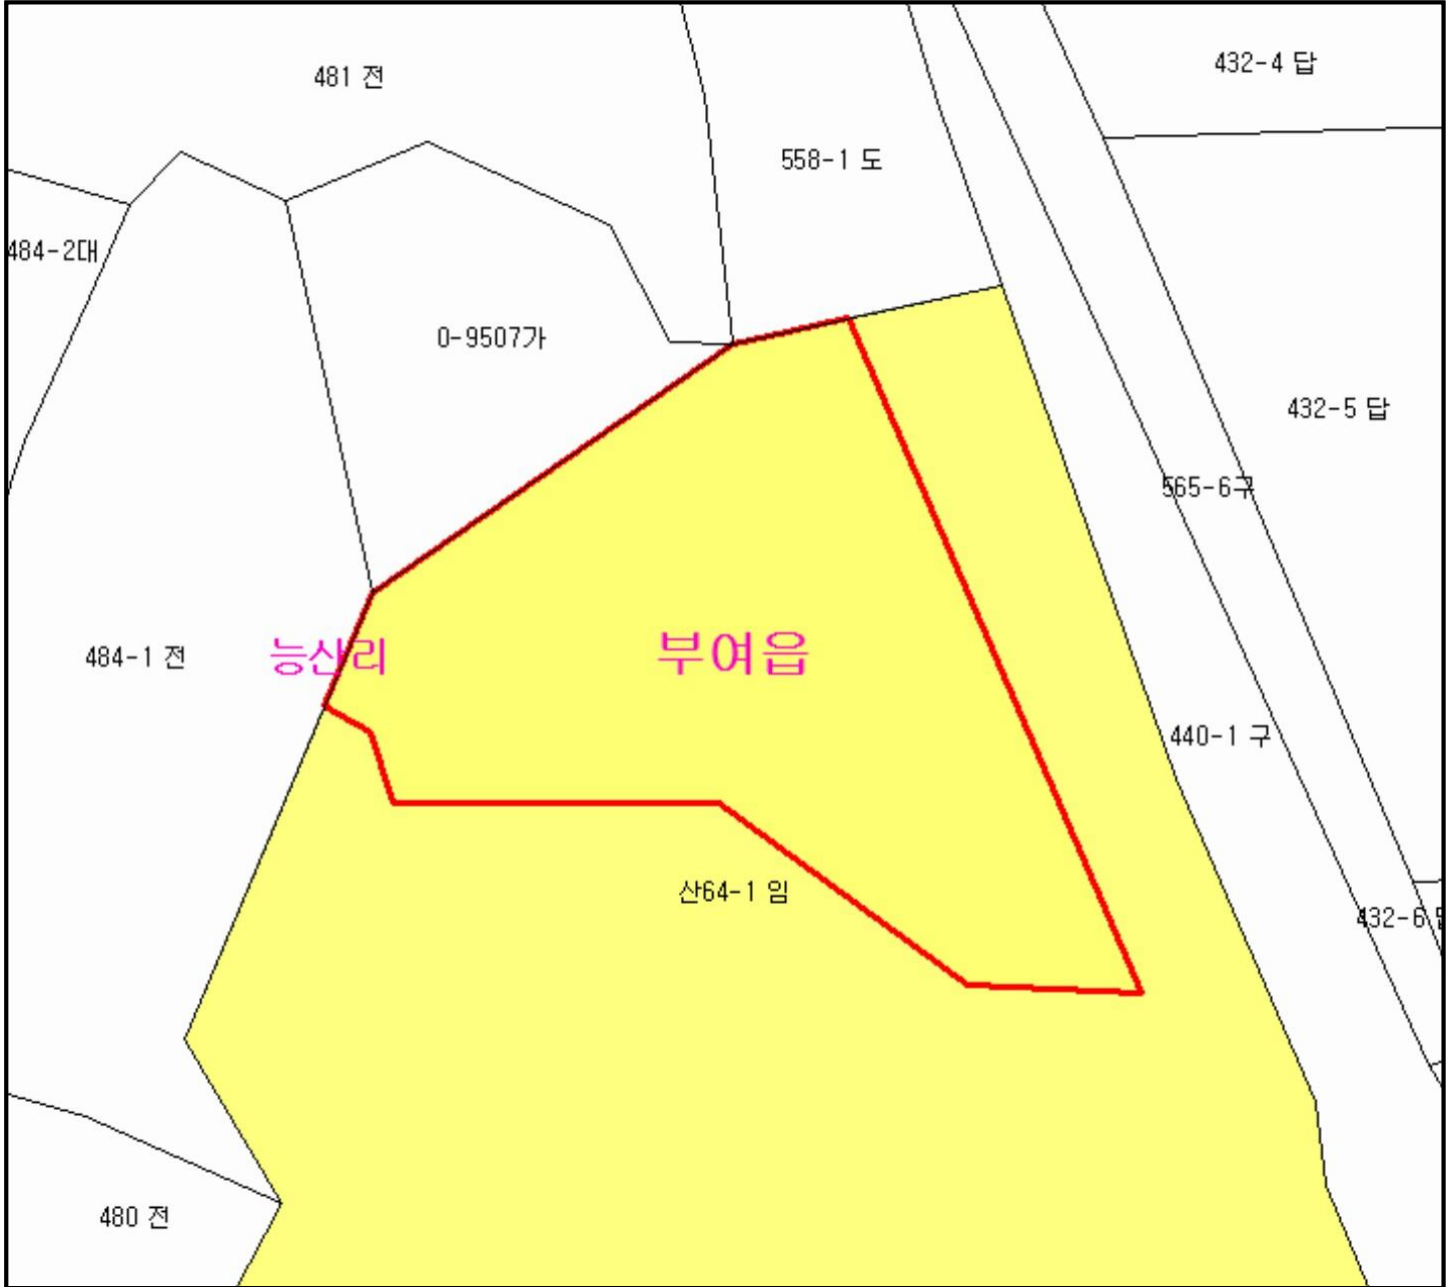 481 전
432-4 답
558-1 도
484-2대
0-9507가
432-5 답
565-6구
484-1 전
능산리
부여읍
440-1 구
산64-1 임
432-6
480 전